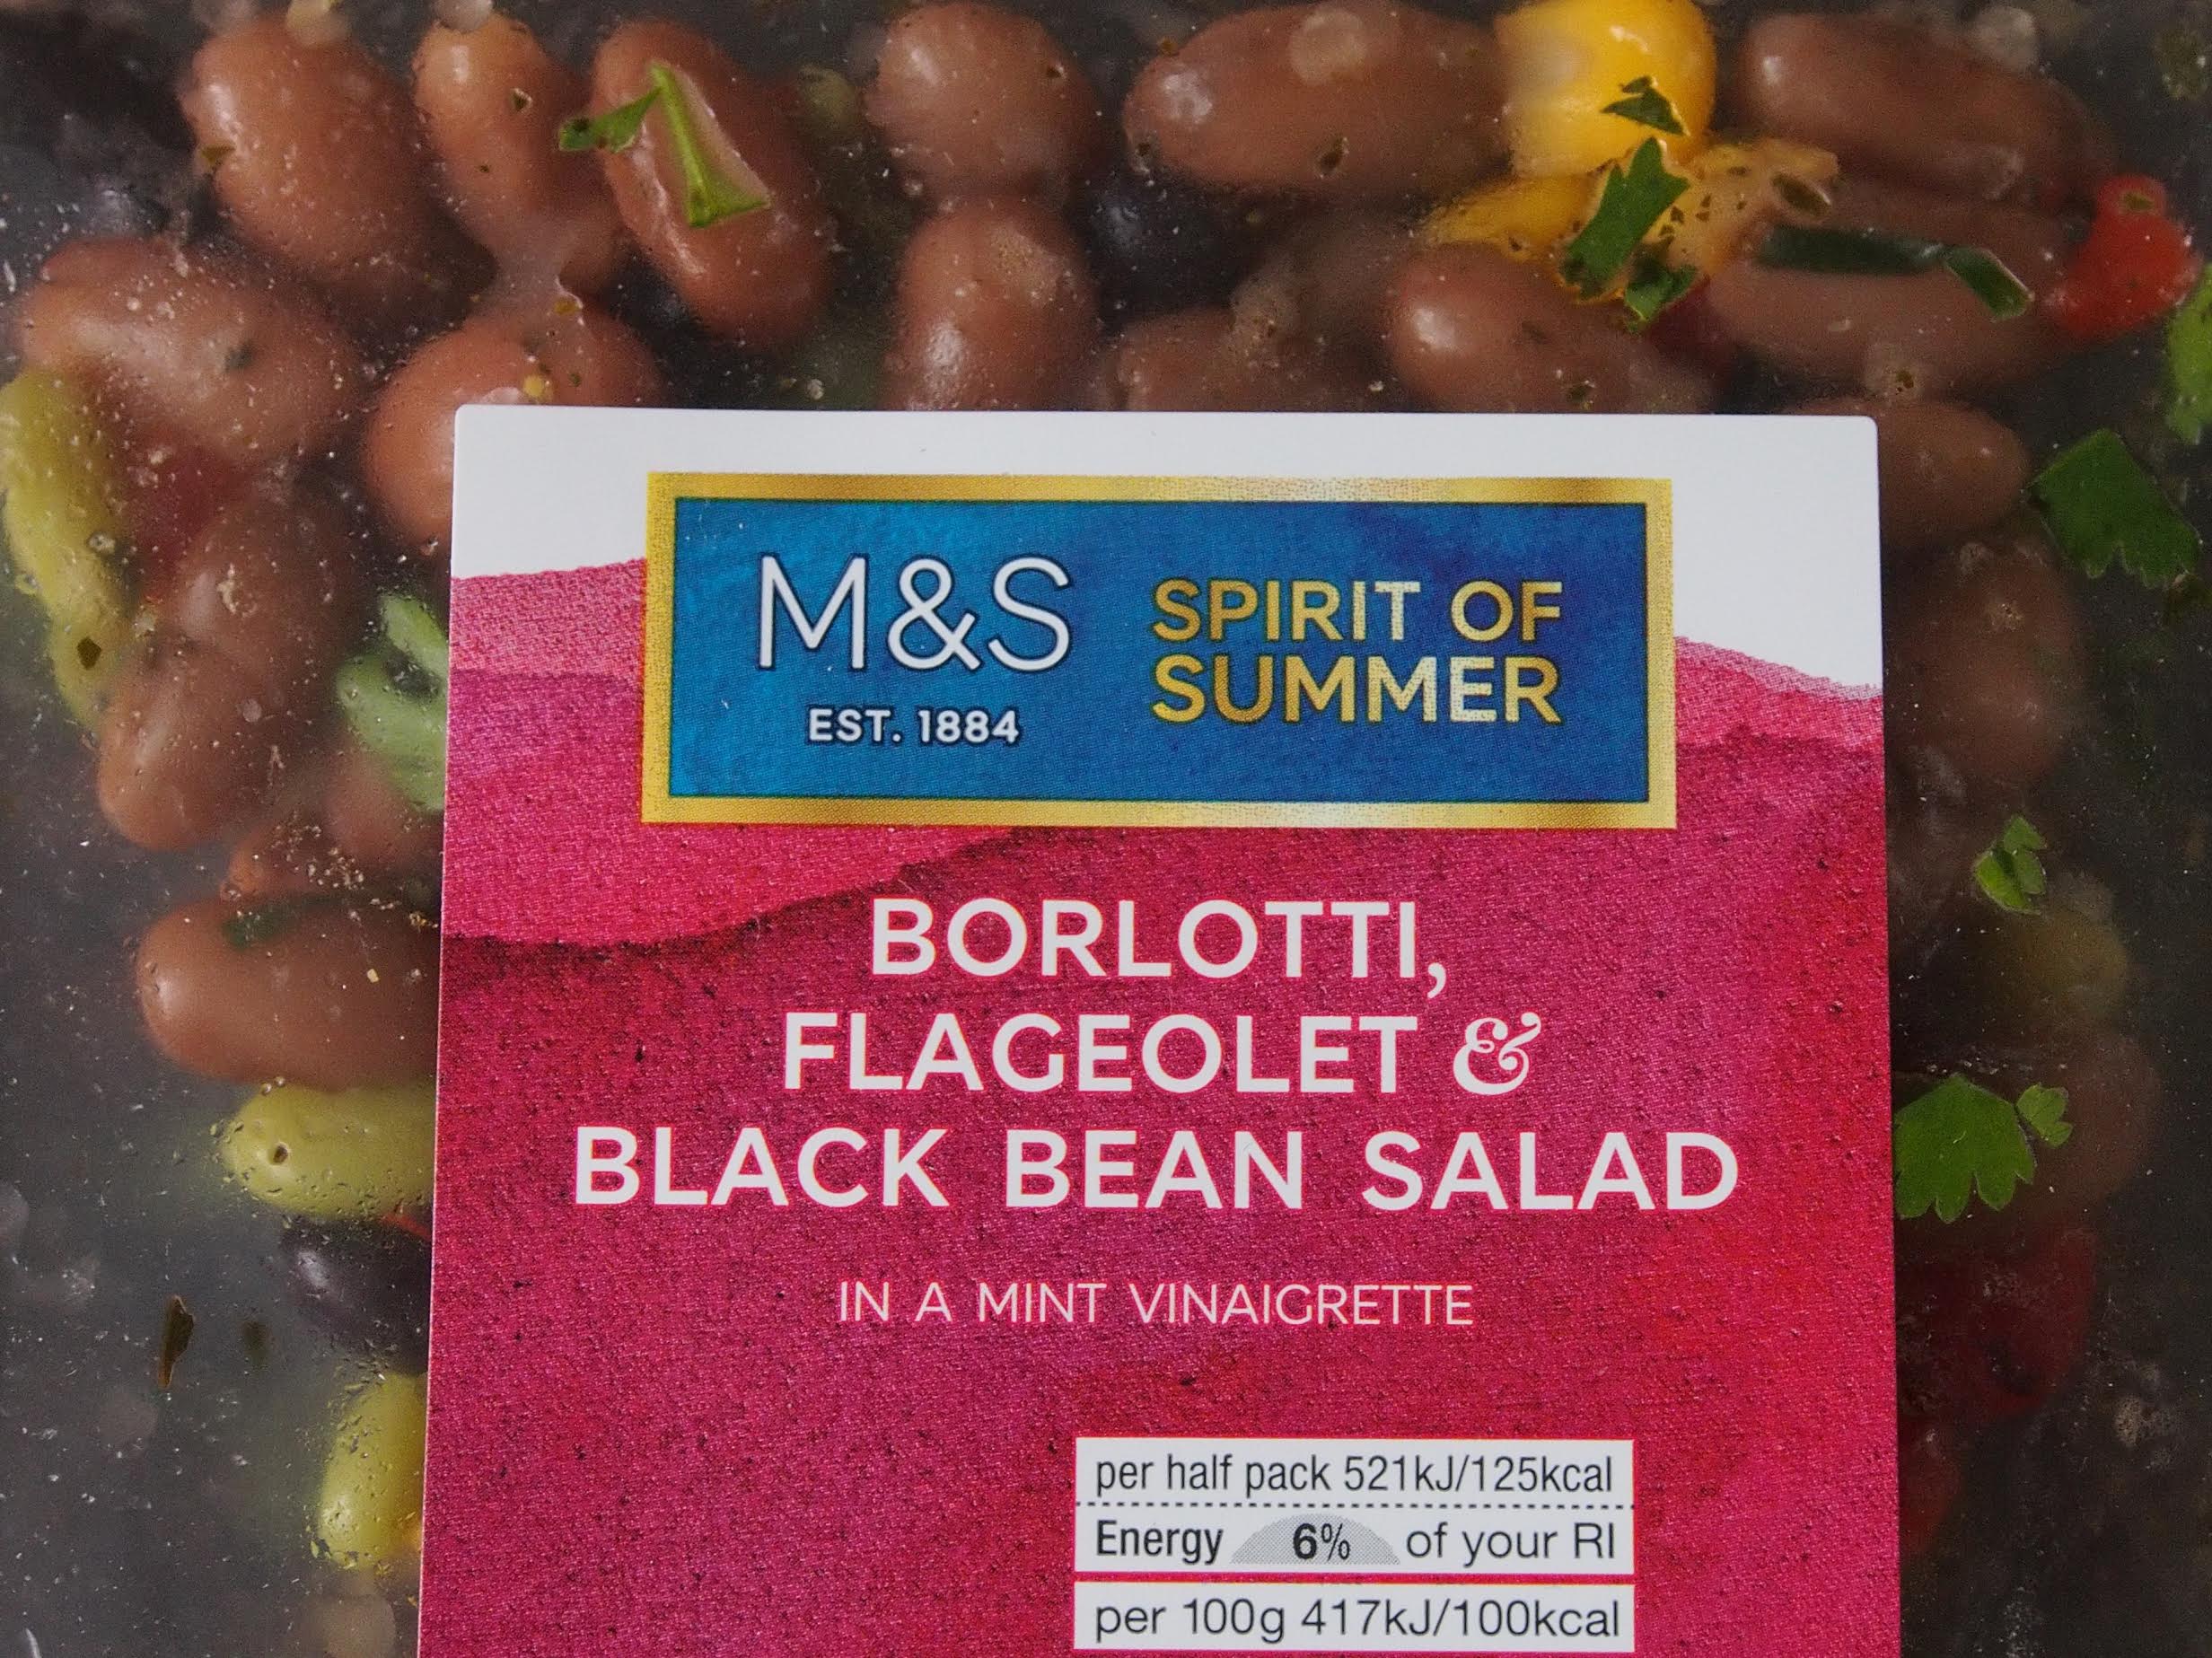 M&S
EST. 1884
SPIRIT OF
SUMMER
BORLOTTI,
FLAGEOLET &
BLACK BEAN SALAD
IN A MINT VINAIGRETTE
per half pack 521kJ/125kcal
Energy 6% of your RI
per 100g 417kJ/100kcal